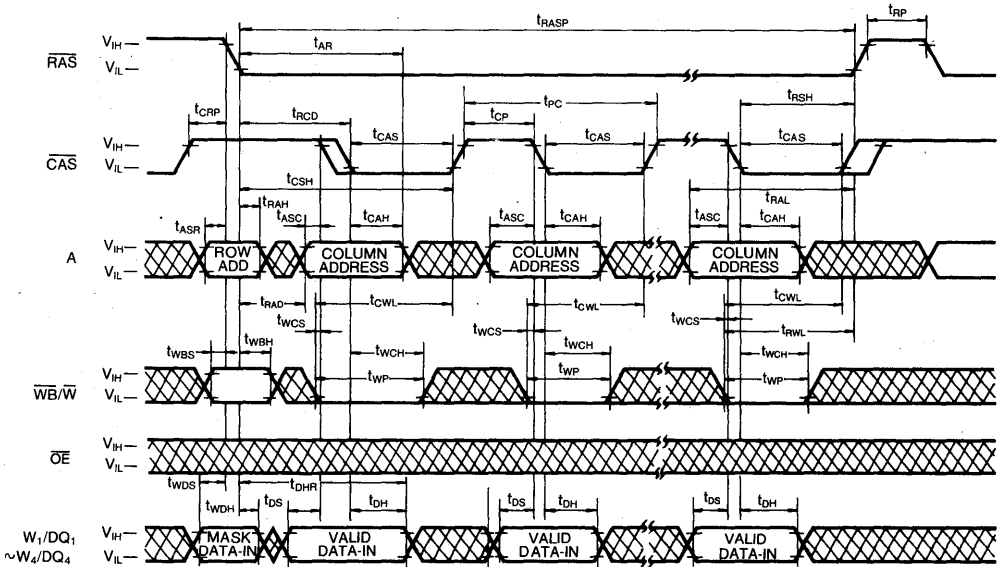 tRASP
tRP
tAR
RAS
VIH
VIL
tCRP
tRCD
tCP
tPC
tRSH
tCAS
tCAS
tCAS
CAS
VIH
VIL
tCSH
tRAL
tRAH
tASR
tASC
tCAH
tASC
tCAH
tASC
tCAH
A
VIH
VIL
ROW ADD
COLUMN ADDRESS
COLUMN ADDRESS
COLUMN ADDRESS
tRAD
tCWL
tCWL
tCWL
tWCS
tWCS
tWCS
tRWL
tWBS
tWBH
tWCH
tWCH
tWCH
tWP
tWP
tWP
WB/W
VIH
VIL
OE
VIH
VIL
tWDS
tDHR
tWDH
tDS
tDH
tDS
tDH
tDS
tDH
W1/DQ1
~W4/DQ4
VIH
VIL
MASK DATA-IN
VALID DATA-IN
VALID DATA-IN
VALID DATA-IN